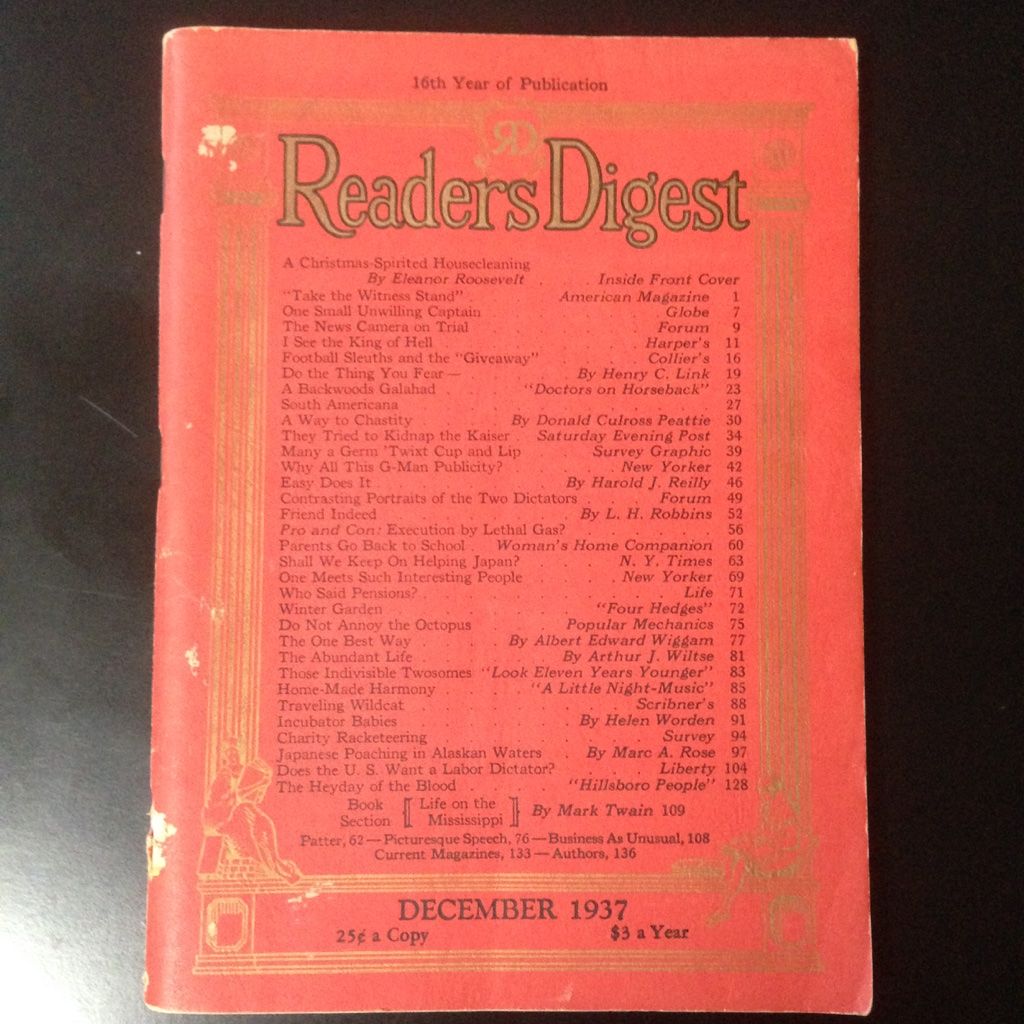 16th Year of Publication
RD
Readers Digest
A Christmas-Spirited Housecleaning
By Eleanor Roosevelt . . . Inside Front Cover
"Take the Witness Stand" . . American Magazine 1
One Small Unwilling Captain . . . . . Globe 7
The News Camera on Trial . . . . . Forum 9
I See the King of Hell . . . . . Harper's 11
Football Sleuths and the "Giveaway" . . . . . Collier's 16
Do the Thing You Fear— . . . By Henry C. Link 19
A Backwoods Galahad . . . "Doctors on Horseback" 23
South Americana . . . . . 27
A Way to Chastity . . . By Donald Culross Peattie 30
They Tried to Kidnap the Kaiser . Saturday Evening Post 34
Many a Germ 'Twixt Cup and Lip . . Survey Graphic 39
Why All This G-Man Publicity? . . . . New Yorker 42
Easy Does It . . . . . By Harold J. Reilly 46
Contrasting Portraits of the Two Dictators . . . Forum 49
Friend Indeed . . . . . By L. H. Robbins 52
Pro and Con: Execution by Lethal Gas? . . . . . 56
Parents Go Back to School . Woman's Home Companion 60
Shall We Keep On Helping Japan? . . . N. Y. Times 63
One Meets Such Interesting People . . . . New Yorker 69
Who Said Pensions? . . . . . Life 71
Winter Garden . . . . . "Four Hedges" 72
Do Not Annoy the Octopus . . . Popular Mechanics 75
The One Best Way . . . By Albert Edward Wiggam 77
The Abundant Life . . . . By Arthur J. Wiltse 81
Those Indivisible Twosomes "Look Eleven Years Younger" 83
Home-Made Harmony . . . "A Little Night-Music" 85
Traveling Wildcat . . . . . Scribner's 88
Incubator Babies . . . . . By Helen Worden 91
Charity Racketeering . . . . . Survey 94
Japanese Poaching in Alaskan Waters . . By Marc A. Rose 97
Does the U. S. Want a Labor Dictator? . . . . Liberty 104
The Heyday of the Blood . . . . "Hillsboro People" 128
Book Section [Life on the Mississippi] By Mark Twain 109
Patter, 62—Picturesque Speech, 76—Business As Unusual, 108
Current Magazines, 133—Authors, 136
DECEMBER 1937
25¢ a Copy $3 a Year